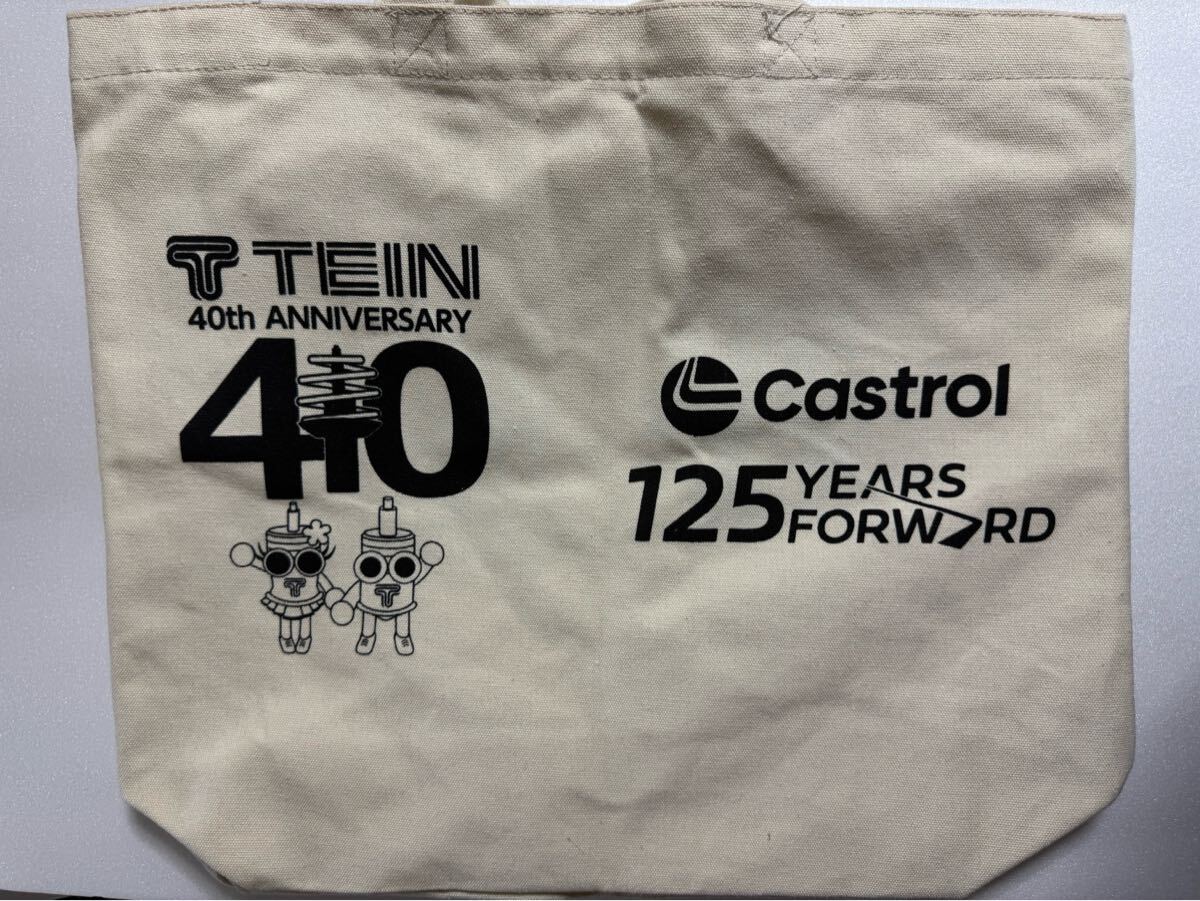 T TEIN
40th ANNIVERSARY
40
T T
Castrol
125 YEARS
FORWARD